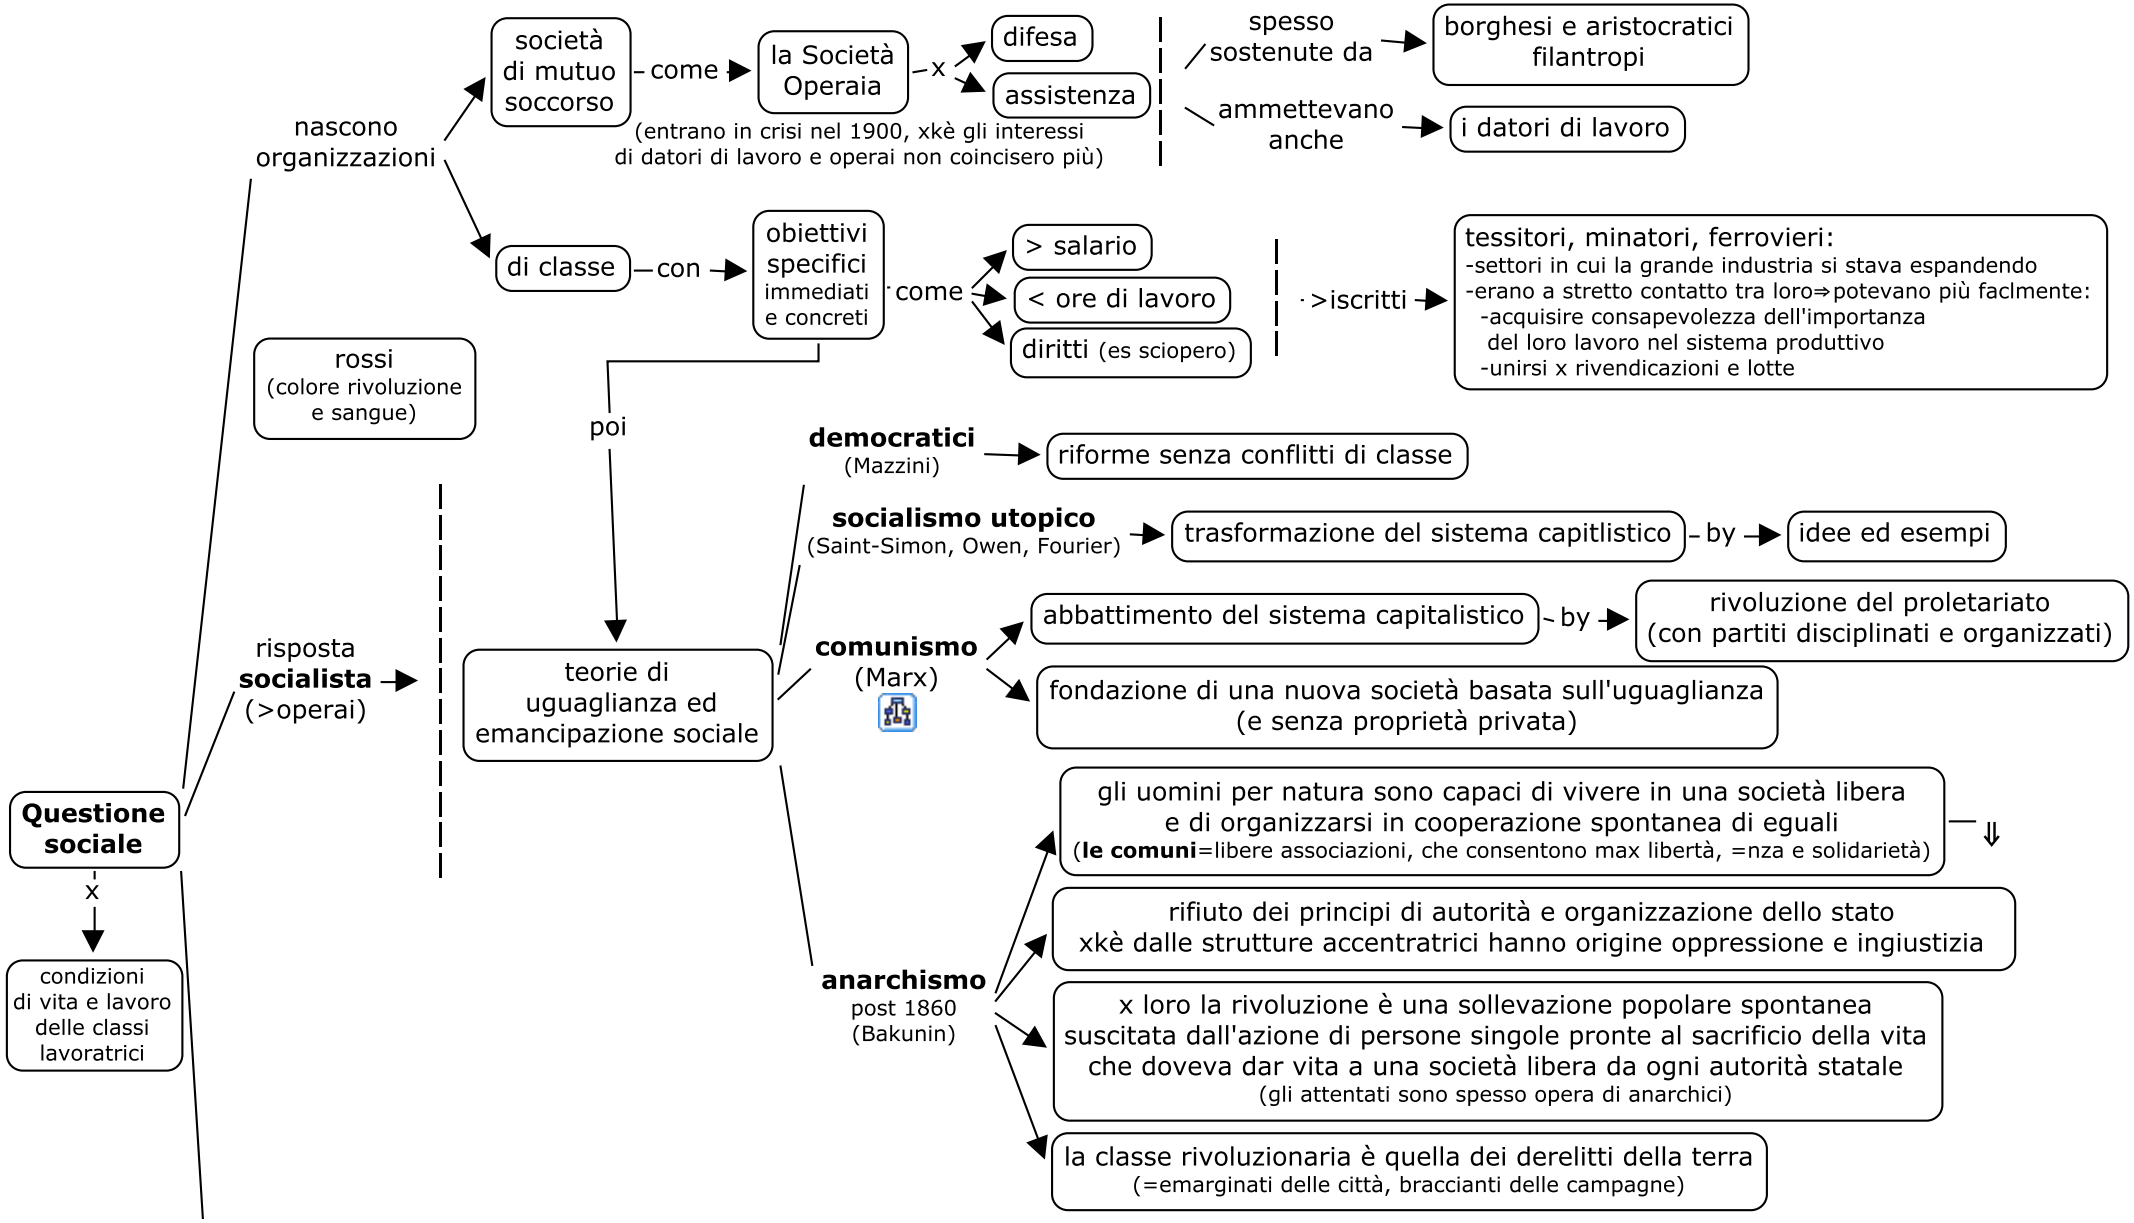 società
di mutuo
soccorso
come
la Società
Operaia
x
difesa
assistenza
(entrano in crisi nel 1900, xkè gli interessi
di datori di lavoro e operai non coincisero più)
spesso
sostenute da
borghesi e aristocratici
filantropi
ammettevano
anche
i datori di lavoro
nascono
organizzazioni
di classe
con
obiettivi
specifici
immediati
e concreti
come
> salario
< ore di lavoro
diritti (es sciopero)
>iscritti
tessitori, minatori, ferrovieri:
-settori in cui la grande industria si stava espandendo
-erano a stretto contatto tra loro⇒potevano più faclmente:
-acquisire consapevolezza dell'importanza
del loro lavoro nel sistema produttivo
-unirsi x rivendicazioni e lotte
rossi
(colore rivoluzione
e sangue)
poi
democratici
(Mazzini)
riforme senza conflitti di classe
socialismo utopico
(Saint-Simon, Owen, Fourier)
trasformazione del sistema capitlistico
by
idee ed esempi
risposta
socialista
(>operai)
teorie di
uguaglianza ed
emancipazione sociale
comunismo
(Marx)
abbattimento del sistema capitalistico
by
rivoluzione del proletariato
(con partiti disciplinati e organizzati)
fondazione di una nuova società basata sull'uguaglianza
(e senza proprietà privata)
Questione
sociale
x
condizioni
di vita e lavoro
delle classi
lavoratrici
anarchismo
post 1860
(Bakunin)
gli uomini per natura sono capaci di vivere in una società libera
e di organizzarsi in cooperazione spontanea di eguali
(le comuni=libere associazioni, che consentono max libertà, =nza e solidarietà)
⇓
rifiuto dei principi di autorità e organizzazione dello stato
xkè dalle strutture accentratrici hanno origine oppressione e ingiustizia
x loro la rivoluzione è una sollevazione popolare spontanea
suscitata dall'azione di persone singole pronte al sacrificio della vita
che doveva dar vita a una società libera da ogni autorità statale
(gli attentati sono spesso opera di anarchici)
la classe rivoluzionaria è quella dei derelitti della terra
(=emarginati delle città, braccianti delle campagne)